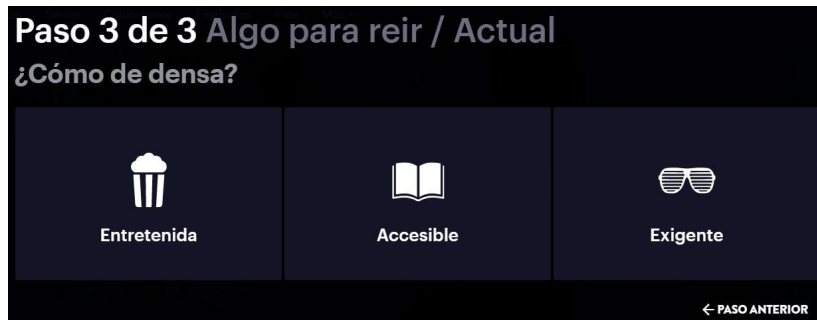 Paso 3 de 3 Algo para reir / Actual
¿Cómo de densa?
Entretenida
Accesible
Exigente
← PASO ANTERIOR